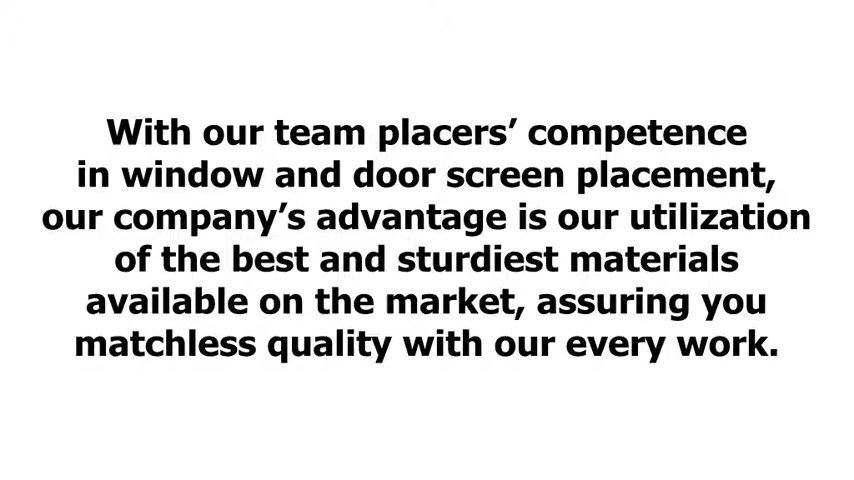 With our team placers’ competence
in window and door screen placement,
our company’s advantage is our utilization
of the best and sturdiest materials
available on the market, assuring you
matchless quality with our every work.